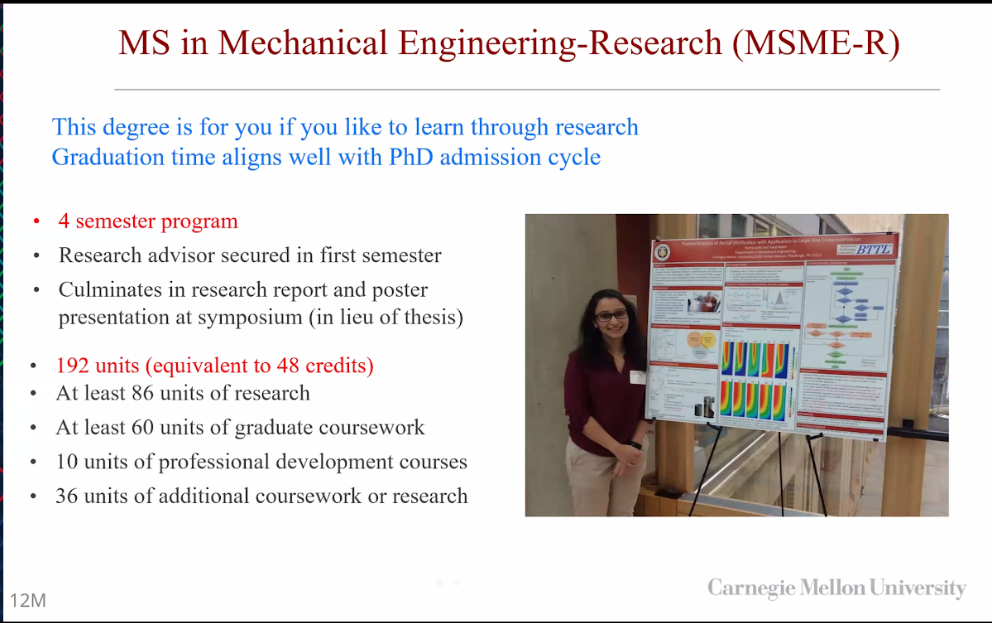 MS in Mechanical Engineering-Research (MSME-R)
This degree is for you if you like to learn through research
Graduation time aligns well with PhD admission cycle
• 4 semester program
• Research advisor secured in first semester
• Culminates in research report and poster
presentation at symposium (in lieu of thesis)
• 192 units (equivalent to 48 credits)
• At least 86 units of research
• At least 60 units of graduate coursework
• 10 units of professional development courses
• 36 units of additional coursework or research
BTTL
Carnegie Mellon University
12M